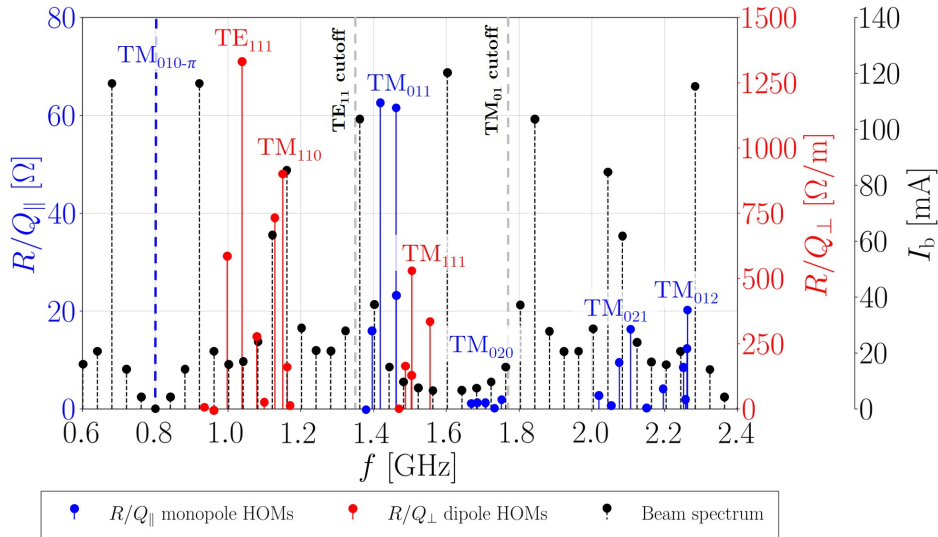 80
60
40
20
0
R/Q∥ [Ω]
TM010-π
TE111
TM110
TE11 cutoff
TM011
TM111
TM01 cutoff
TM020
TM021
TM012
1500
1250
1000
750
500
250
0
R/Q⊥ [Ω/m]
140
120
100
80
60
40
20
0
Ib [mA]
0.6 0.8 1.0 1.2 1.4 1.6 1.8 2.0 2.2 2.4
f [GHz]
R/Q∥ monopole HOMs R/Q⊥ dipole HOMs Beam spectrum